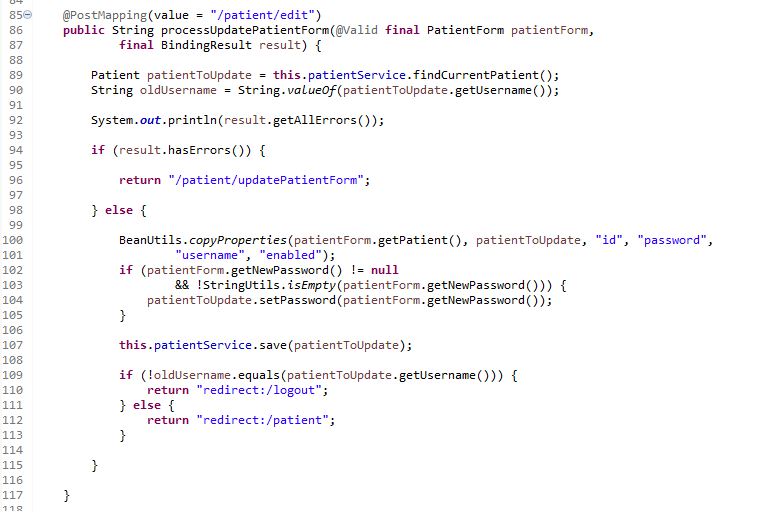 84
85 @PostMapping(value = "/patient/edit")
86 public String processUpdatePatientForm(@Valid final PatientForm patientForm,
87 final BindingResult result) {
88
89 Patient patientToUpdate = this.patientService.findCurrentPatient();
90 String oldUsername = String.valueOf(patientToUpdate.getUsername());
91
92 System.out.println(result.getAllErrors());
93
94 if (result.hasErrors()) {
95
96 return "/patient/updatePatientForm";
97
98 } else {
99
100 BeanUtils.copyProperties(patientForm.getPatient(), patientToUpdate, "id", "password",
101 "username", "enabled");
102 if (patientForm.getNewPassword() != null
103 && !StringUtils.isEmpty(patientForm.getNewPassword())) {
104 patientToUpdate.setPassword(patientForm.getNewPassword());
105 }
106
107 this.patientService.save(patientToUpdate);
108
109 if (!oldUsername.equals(patientToUpdate.getUsername())) {
110 return "redirect:/logout";
111 } else {
112 return "redirect:/patient";
113 }
114
115 }
116
117 }
118